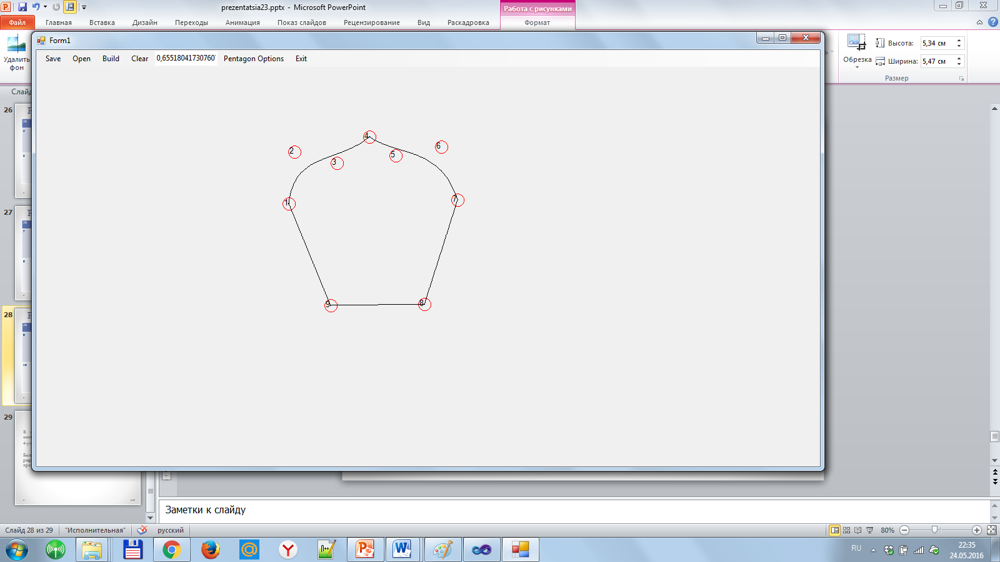 prezentatsia23.pptx - Microsoft PowerPoint
Работа с рисунками
Файл Главная Вставка Дизайн Переходы Анимация Показ слайдов Рецензирование Вид Раскадровка Формат
Form1
Save Open Build Clear 0,65518041730760 Pentagon Options Exit
Удалить
фон
Обрезка
Высота: 5,34 см
Ширина: 5,47 см
Размер
Слайд
26
27
28
29
4
2
6
5
3
1
7
9
8
Заметки к слайду
Слайд 28 из 29 "Исполнительная" русский 80%
RU
22:35
24.05.2016